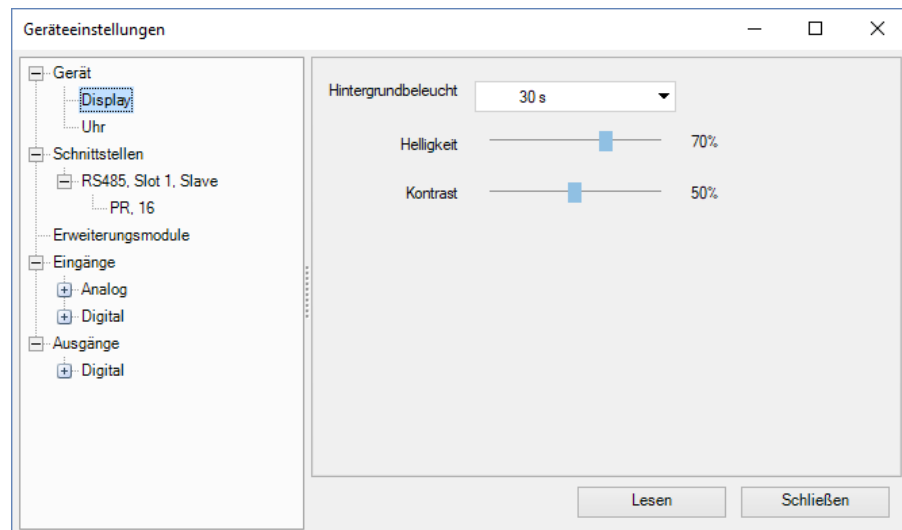 Geräteeinstellungen
Gerät
Display
Uhr
Schnittstellen
RS485, Slot 1, Slave
PR, 16
Erweiterungsmodule
Eingänge
Analog
Digital
Ausgänge
Digital
Hintergrundbeleucht
30 s
Helligkeit
70%
Kontrast
50%
Lesen
Schließen